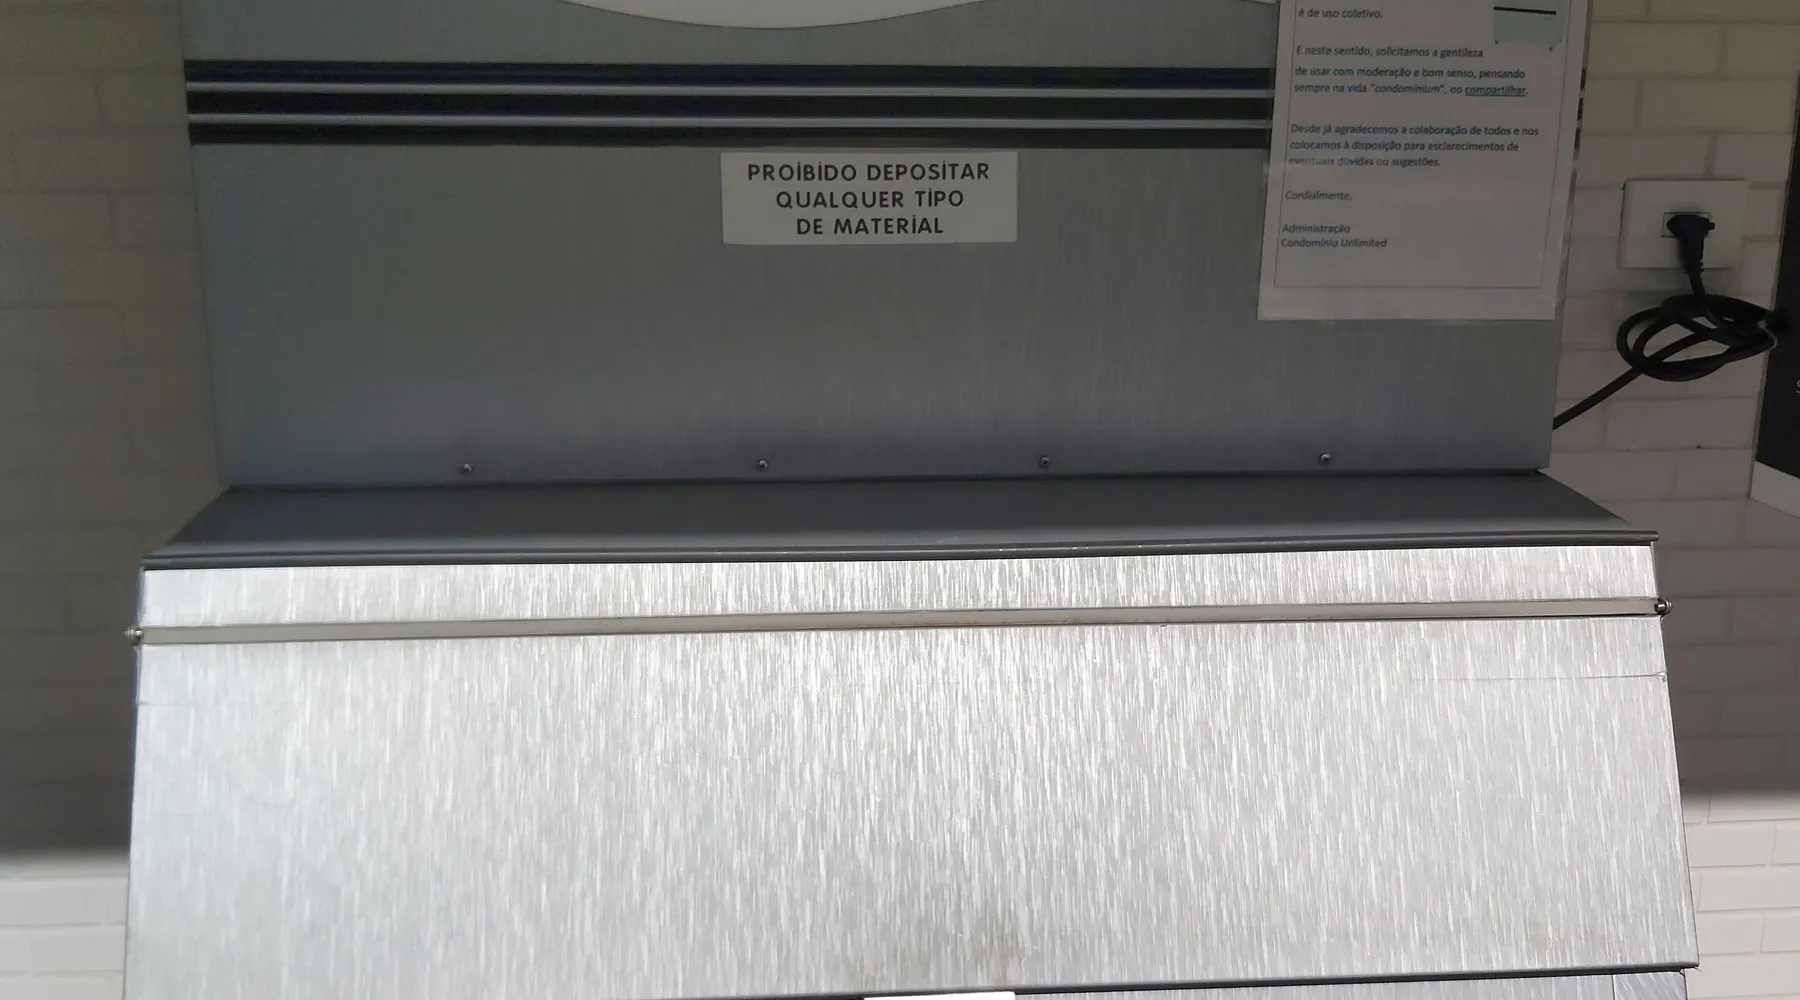 é de uso coletivo.
E neste sentido, solicitamos a gentileza
de usar com moderação e bom senso, pensando
sempre na vida "condominium", no compartilhar.
Desde já agradecemos a colaboração de todos e nos
colocamos à disposição para esclarecimentos de
eventuais dúvidas ou sugestões.
Cordialmente,
Administração
Condomínio Unlimited
PROIBIDO DEPOSITAR
QUALQUER TIPO
DE MATERIAL